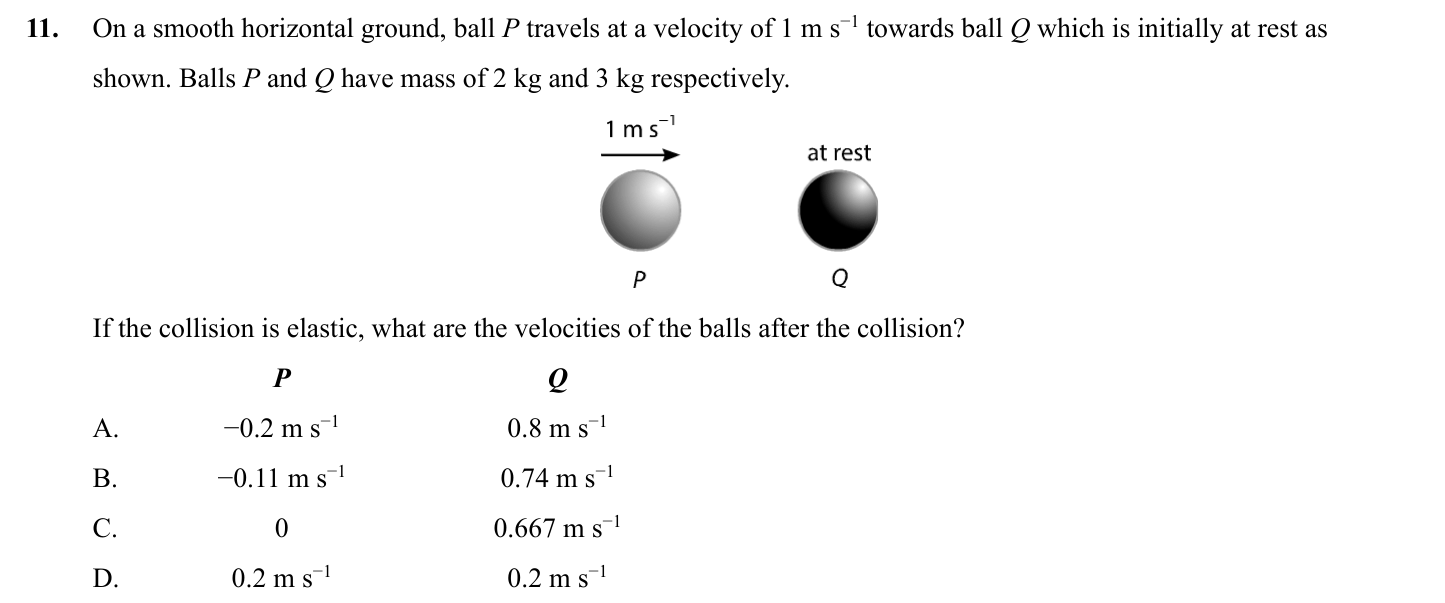 11. On a smooth horizontal ground, ball P travels at a velocity of 1 m s⁻¹ towards ball Q which is initially at rest as
shown. Balls P and Q have mass of 2 kg and 3 kg respectively.
1 m s⁻¹
at rest
P Q
If the collision is elastic, what are the velocities of the balls after the collision?
P Q
A. −0.2 m s⁻¹ 0.8 m s⁻¹
B. −0.11 m s⁻¹ 0.74 m s⁻¹
C. 0 0.667 m s⁻¹
D. 0.2 m s⁻¹ 0.2 m s⁻¹